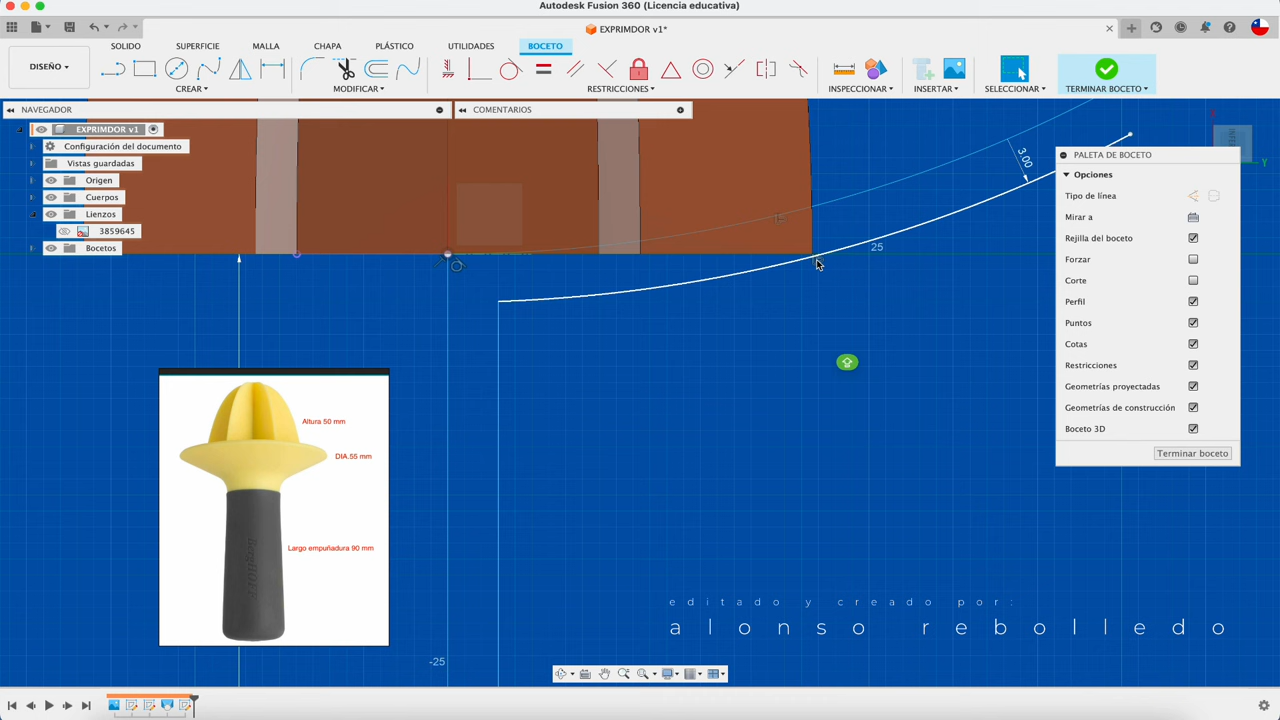 Autodesk Fusion 360 (Licencia educativa)
EXPRIMDOR v1*
DISEÑO
SÓLIDO SUPERFICIE MALLA CHAPA PLÁSTICO UTILIDADES BOCETO
CREAR MODIFICAR RESTRICCIONES INSPECCIONAR INSERTAR SELECCIONAR TERMINAR BOCETO
NAVEGADOR
COMENTARIOS
EXPRIMDOR v1
Configuración del documento
Vistas guardadas
Origen
Cuerpos
Lienzos
3859645
Bocetos
3.00
25
-25
PALETA DE BOCETO
Opciones
Tipo de línea
Mirar a
Rejilla del boceto
Forzar
Corte
Perfil
Puntos
Cotas
Restricciones
Geometrías proyectadas
Geometrías de construcción
Boceto 3D
Terminar boceto
Altura 50 mm
DIA.55 mm
Largo empuñadura 90 mm
editado y creado por:
alonso rebolledo